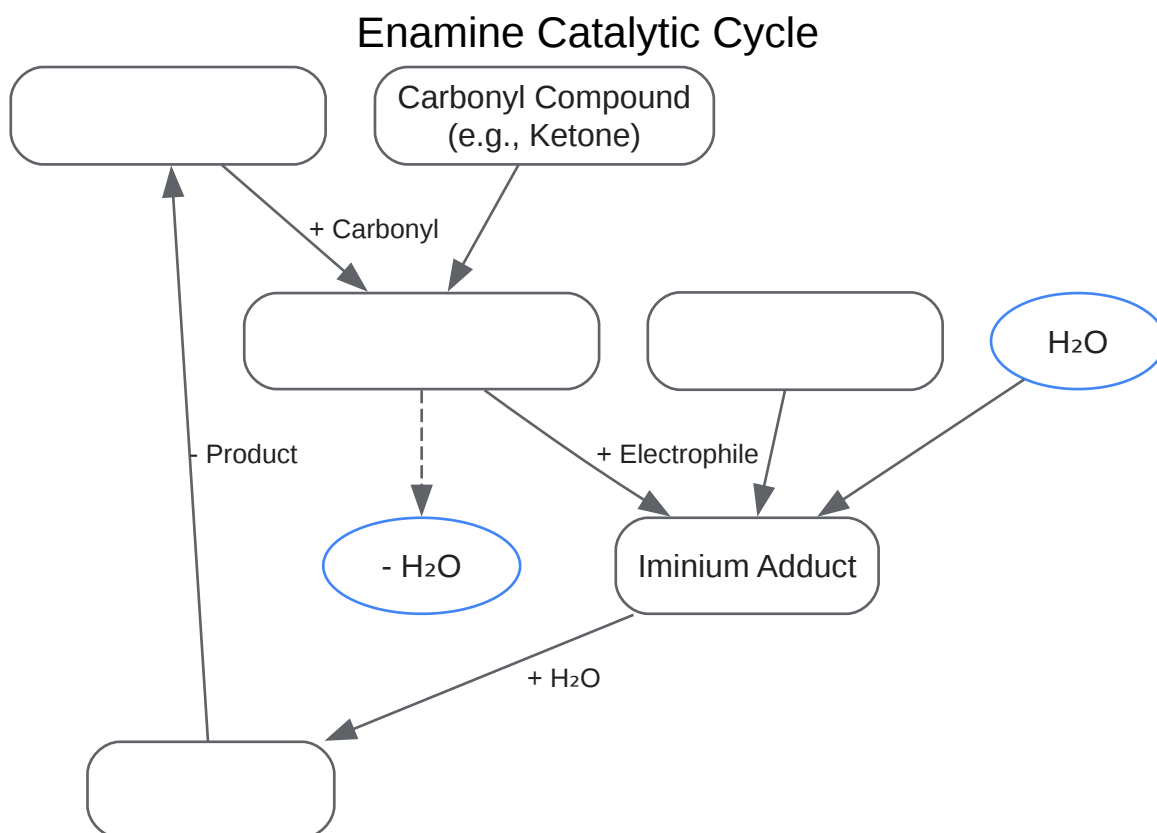 Enamine Catalytic Cycle
Carbonyl Compound
(e.g., Ketone)
+ Carbonyl
H₂O
- Product
+ Electrophile
- H₂O
Iminium Adduct
+ H₂O